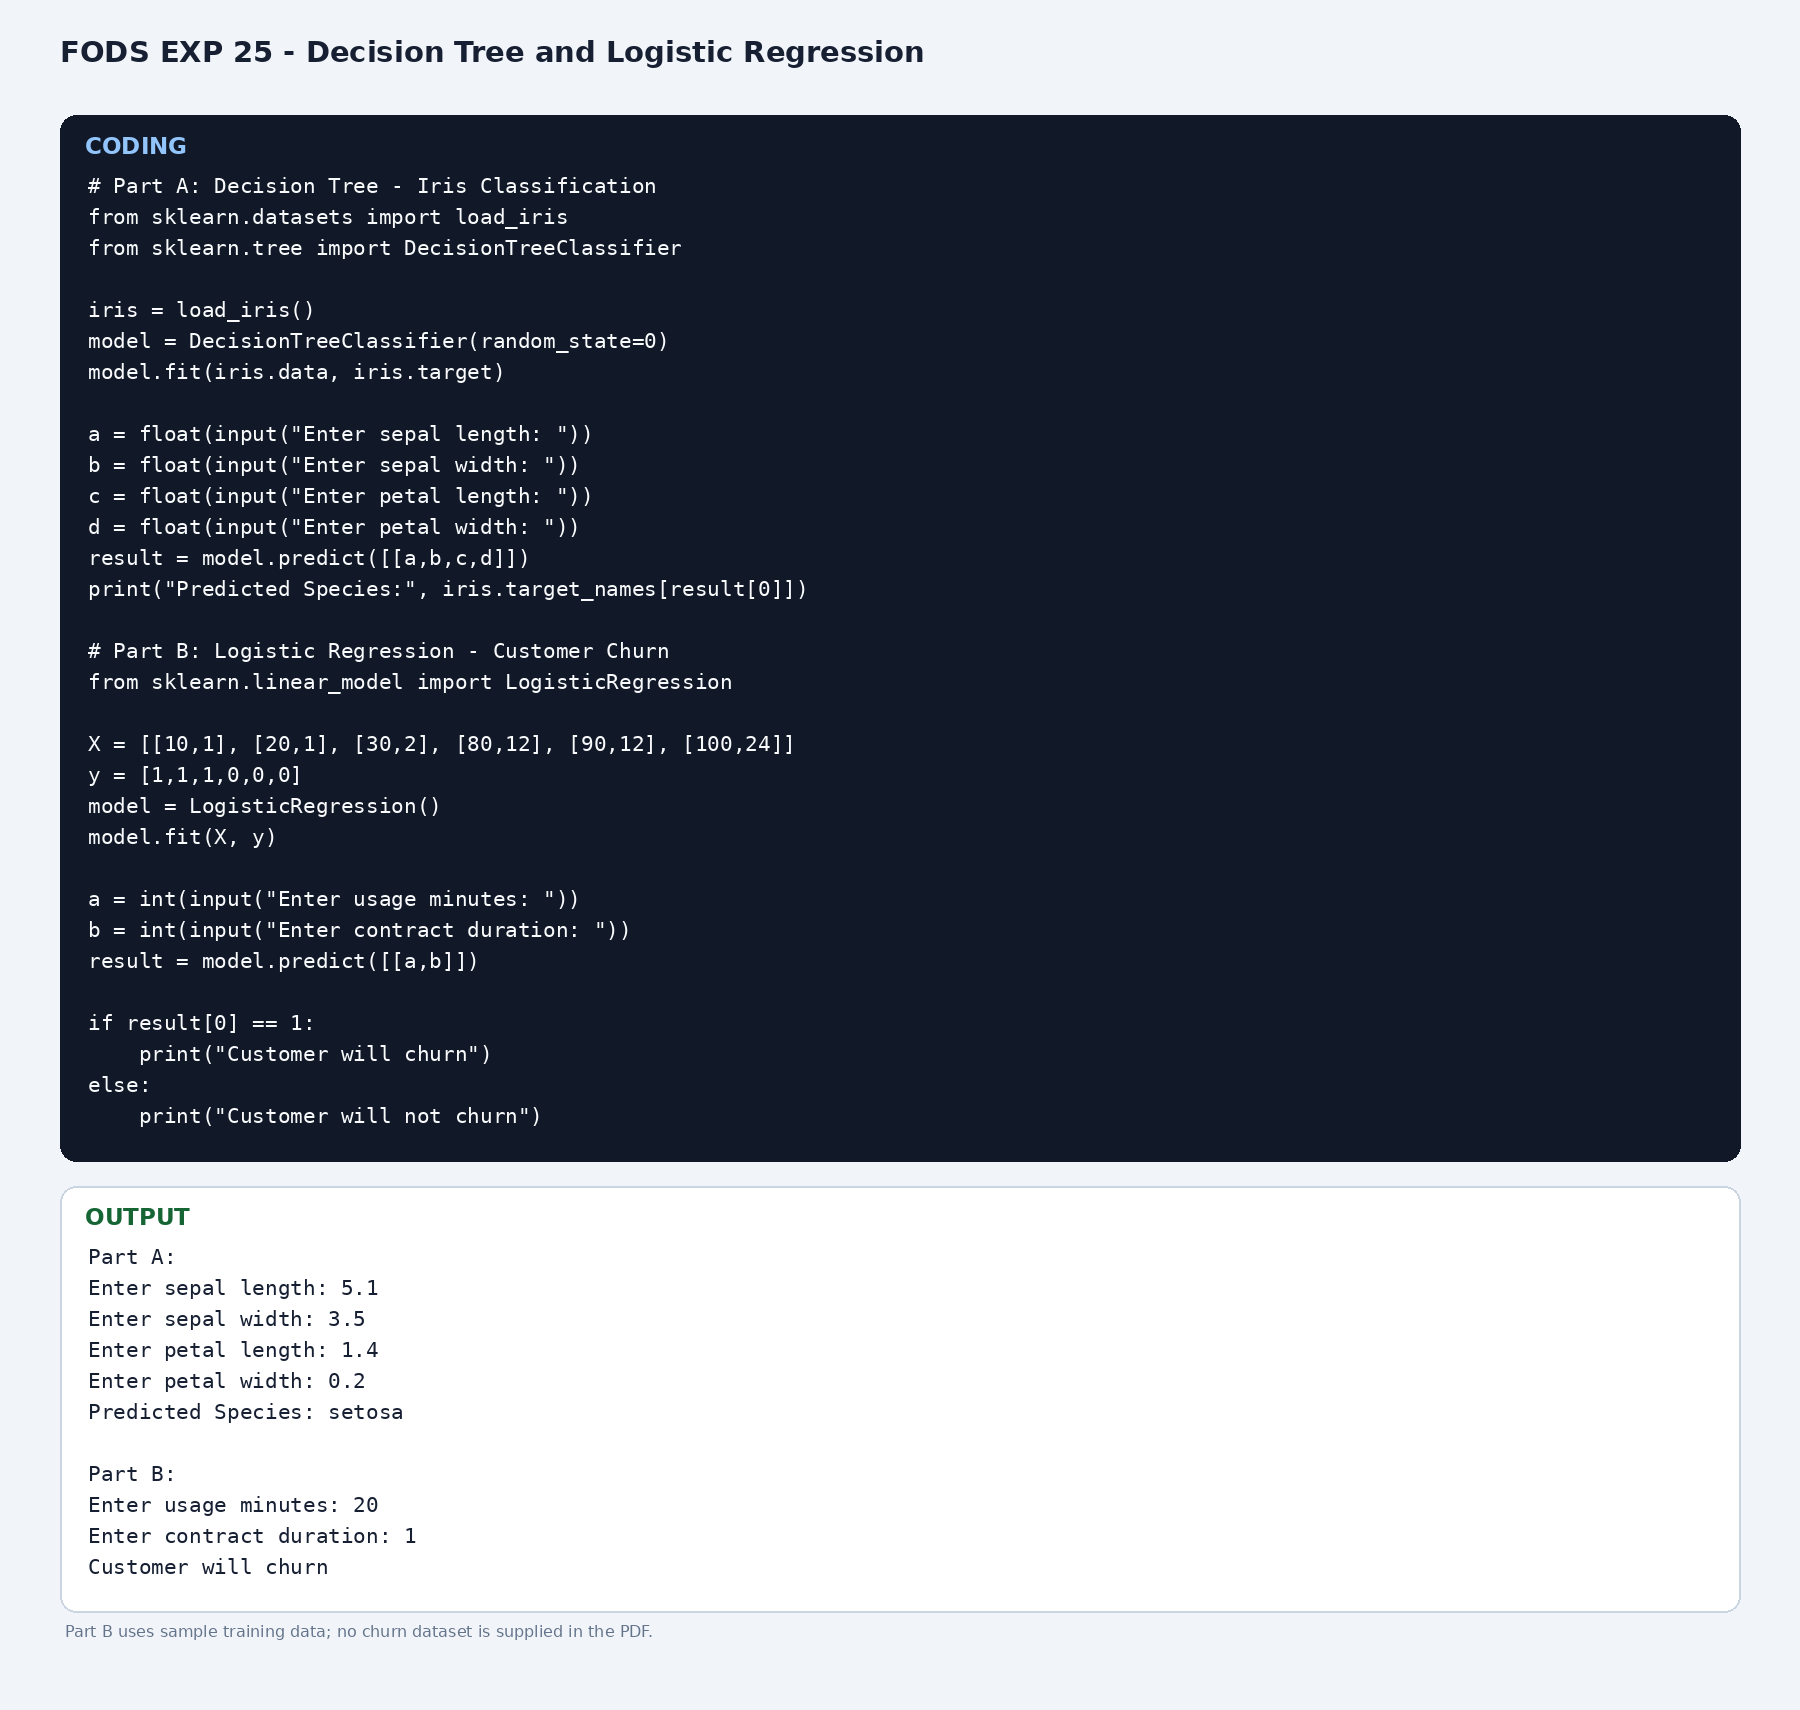 FODS EXP 25 - Decision Tree and Logistic Regression
CODING
# Part A: Decision Tree - Iris Classification
from sklearn.datasets import load_iris
from sklearn.tree import DecisionTreeClassifier

iris = load_iris()
model = DecisionTreeClassifier(random_state=0)
model.fit(iris.data, iris.target)

a = float(input("Enter sepal length: "))
b = float(input("Enter sepal width: "))
c = float(input("Enter petal length: "))
d = float(input("Enter petal width: "))
result = model.predict([[a,b,c,d]])
print("Predicted Species:", iris.target_names[result[0]])

# Part B: Logistic Regression - Customer Churn
from sklearn.linear_model import LogisticRegression

X = [[10,1], [20,1], [30,2], [80,12], [90,12], [100,24]]
y = [1,1,1,0,0,0]
model = LogisticRegression()
model.fit(X, y)

a = int(input("Enter usage minutes: "))
b = int(input("Enter contract duration: "))
result = model.predict([[a,b]])

if result[0] == 1:
    print("Customer will churn")
else:
    print("Customer will not churn")
OUTPUT
Part A:
Enter sepal length: 5.1
Enter sepal width: 3.5
Enter petal length: 1.4
Enter petal width: 0.2
Predicted Species: setosa

Part B:
Enter usage minutes: 20
Enter contract duration: 1
Customer will churn
Part B uses sample training data; no churn dataset is supplied in the PDF.